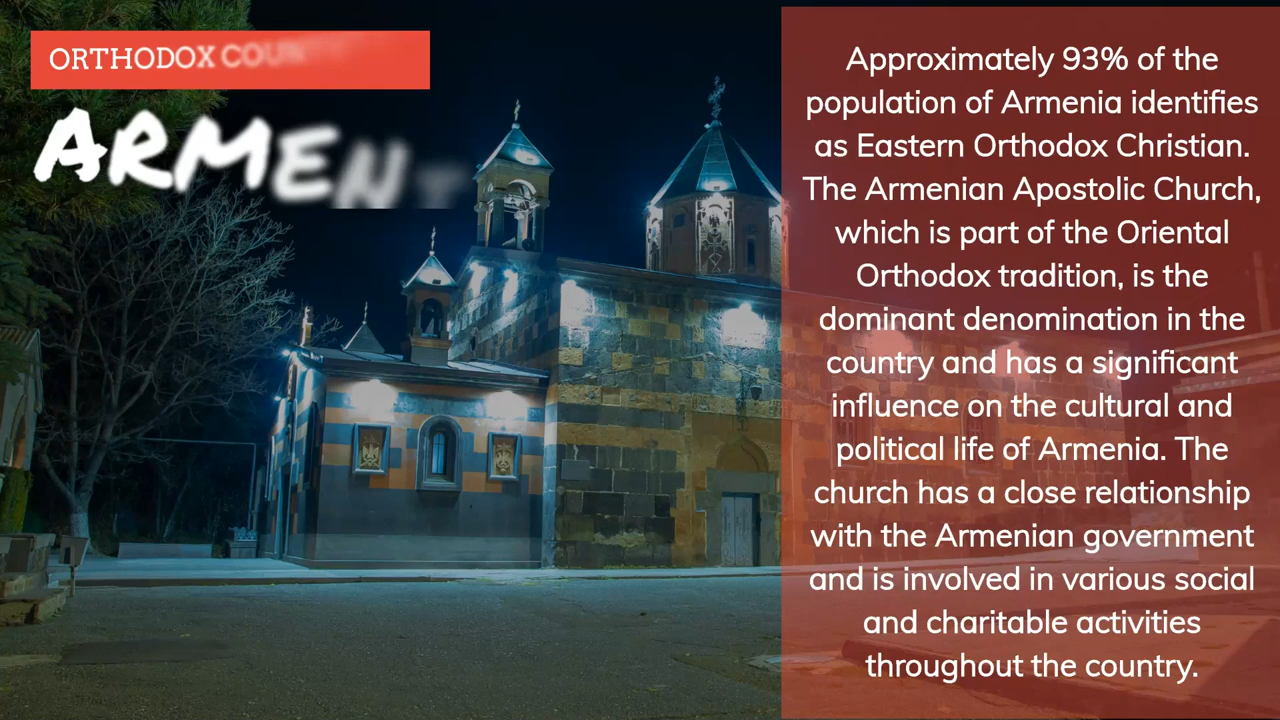 ORTHODOX COUNTY
ARMEN
Approximately 93% of the
population of Armenia identifies
as Eastern Orthodox Christian.
The Armenian Apostolic Church,
which is part of the Oriental
Orthodox tradition, is the
dominant denomination in the
country and has a significant
influence on the cultural and
political life of Armenia. The
church has a close relationship
with the Armenian government
and is involved in various social
and charitable activities
throughout the country.